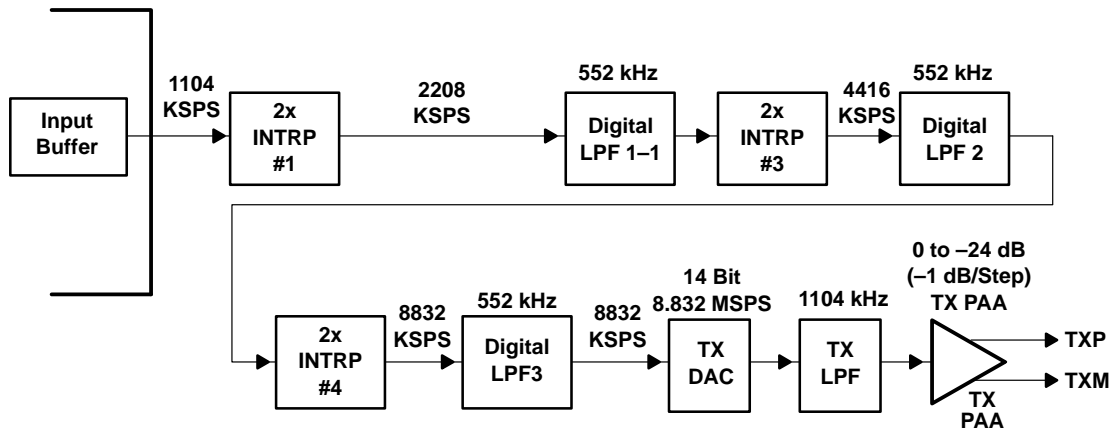 Input
Buffer
1104
KSPS
2x
INTRP
#1
2208
KSPS
552 kHz
Digital
LPF 1–1
2x
INTRP
#3
4416
KSPS
552 kHz
Digital
LPF 2
2x
INTRP
#4
8832
KSPS
552 kHz
Digital
LPF3
8832
KSPS
14 Bit
8.832 MSPS
TX
DAC
1104 kHz
TX
LPF
0 to –24 dB
(–1 dB/Step)
TX PAA
TXP
TXM
TX
PAA